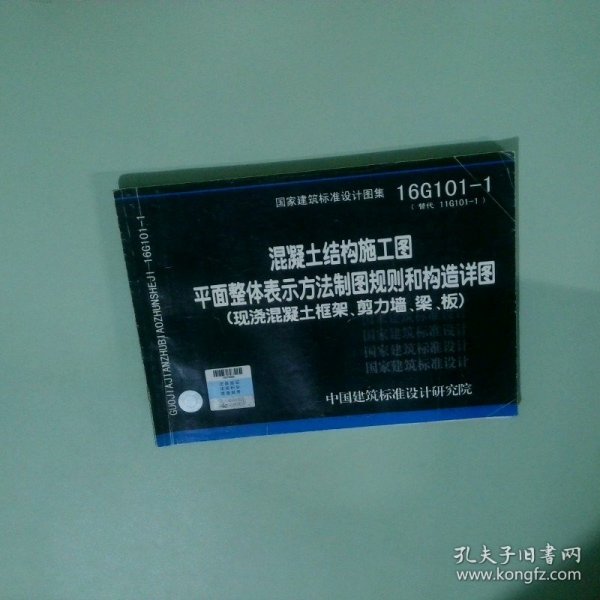 国家建筑标准设计图集 16G101-1
(替代 11G101-1)
混凝土结构施工图
平面整体表示方法制图规则和构造详图
(现浇混凝土框架、剪力墙、梁、板)
国家建筑标准设计
国家建筑标准设计
国家建筑标准设计
中国建筑标准设计研究院
GUOJIAJIANZHUBIAOZHUNSHEJI-16G101-1
孔夫子旧书网
www.kongfz.com